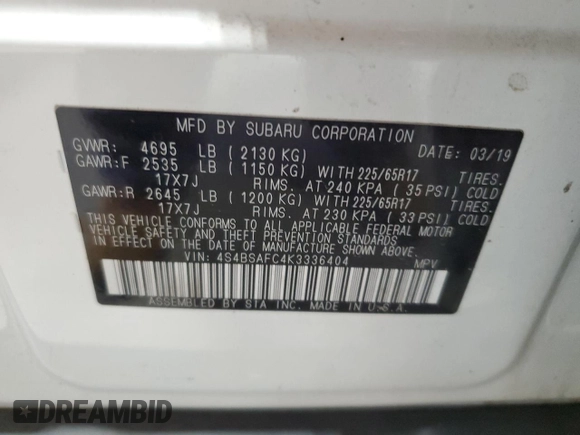 MFD BY SUBARU CORPORATION
GVWR: 4695 LB ( 2130 KG) DATE: 03/19
GAWR:F 2535 LB ( 1150 KG) WITH 225/65R17 TIRES.
17X7J RIMS. AT 240 KPA ( 35 PSI) COLD
GAWR:R 2645 LB ( 1200 KG) WITH 225/65R17 TIRES.
17X7J RIMS. AT 230 KPA ( 33 PSI) COLD
THIS VEHICLE CONFORMS TO ALL APPLICABLE FEDERAL MOTOR
VEHICLE SAFETY AND THEFT PREVENTION STANDARDS
IN EFFECT ON THE DATE OF MANUFACTURE SHOWN ABOVE.
VIN: 4S4BSAFC4K3336404 MPV
ASSEMBLED BY SIA INC. MADE IN U.S.A.
DREAMBID